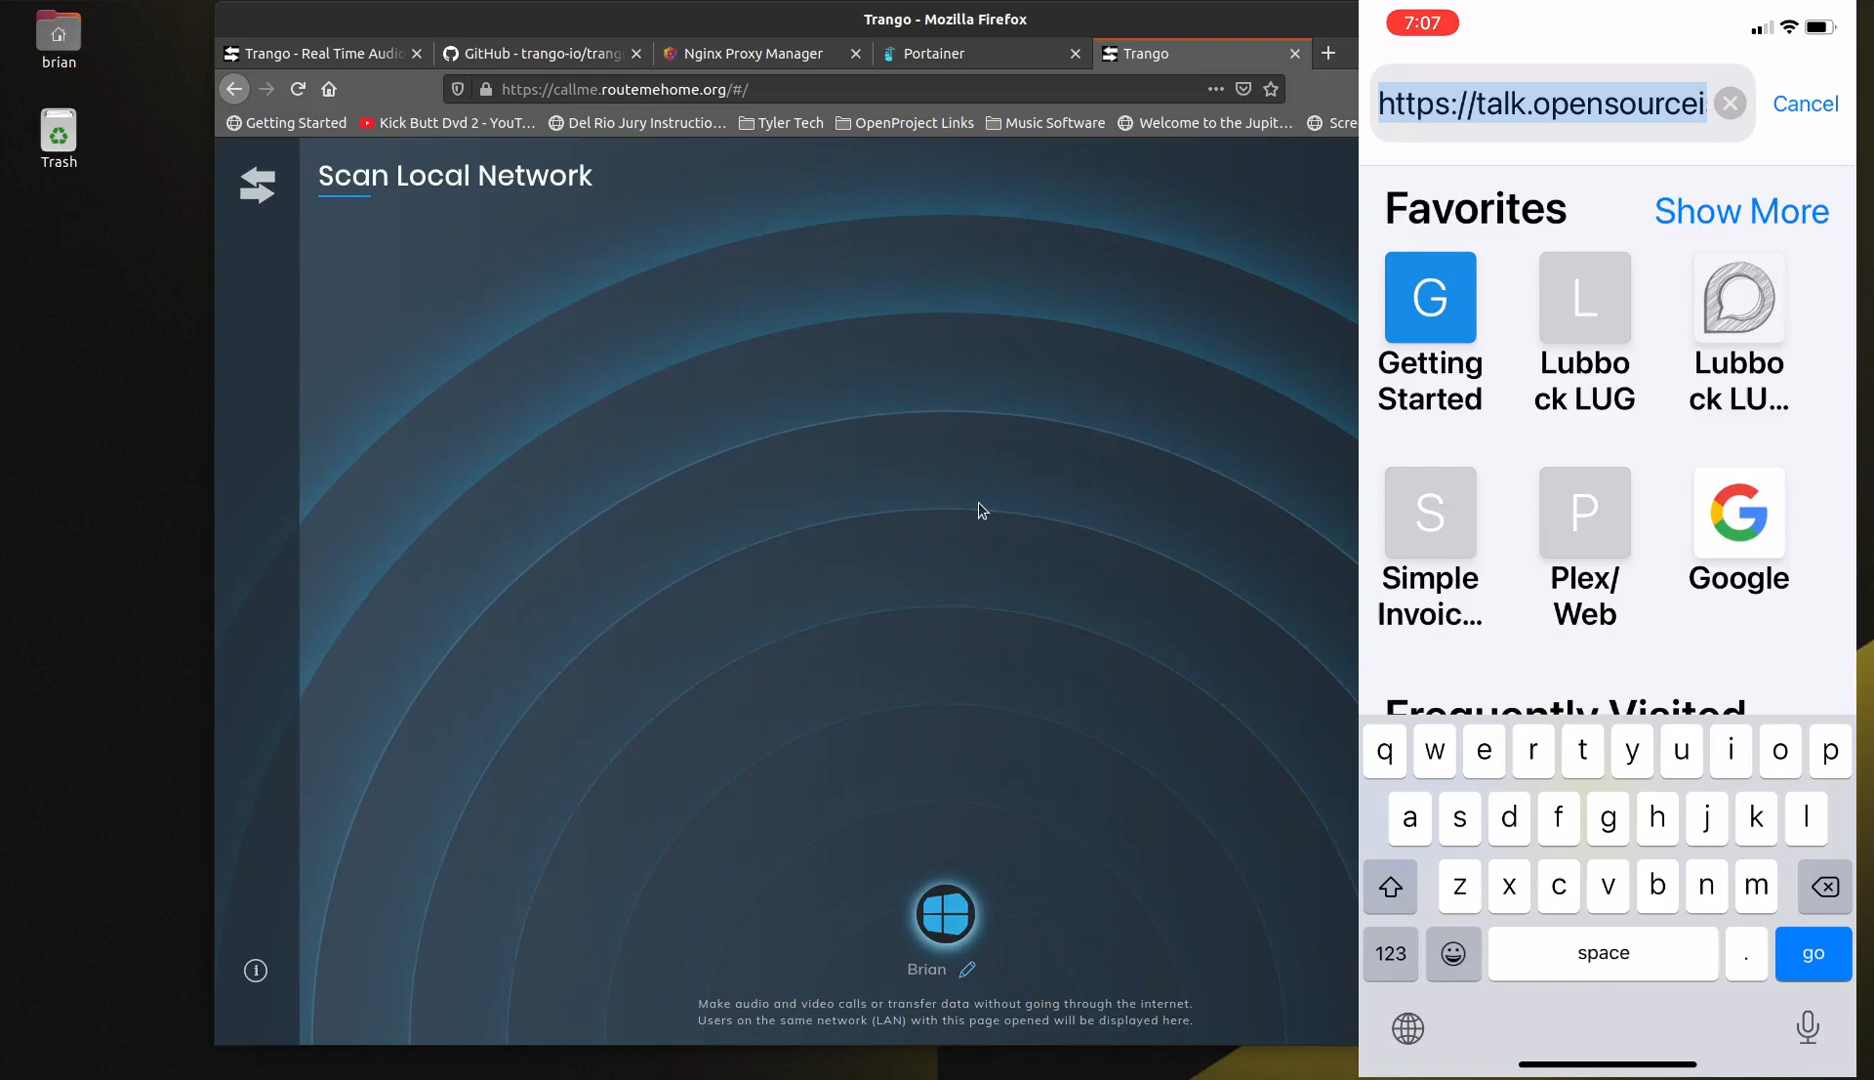 brian
Trash
Trango - Mozilla Firefox
Trango - Real Time Audio
GitHub - trango-io/trang
Nginx Proxy Manager
Portainer
Trango
https://callme.routemehome.org/#/
Getting Started
Kick Butt Dvd 2 - YouT...
Del Rio Jury Instructio...
Tyler Tech
OpenProject Links
Music Software
Welcome to the Jupit...
Scre
Scan Local Network
Brian
Make audio and video calls or transfer data without going through the internet.
Users on the same network (LAN) with this page opened will be displayed here.
7:07
https://talk.opensourcei
Cancel
Favorites
Show More
G
L
Getting
Started
Lubbo
ck LUG
Lubbo
ck LU...
S
P
G
Simple
Invoic...
Plex/
Web
Google
Frequently Visited
q w e r t y u i o p
a s d f g h j k l
z x c v b n m
123
space
.
go